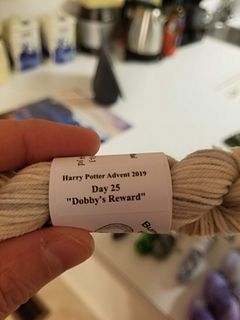 Harry Potter Advent 2019
Day 25
"Dobby's Reward"